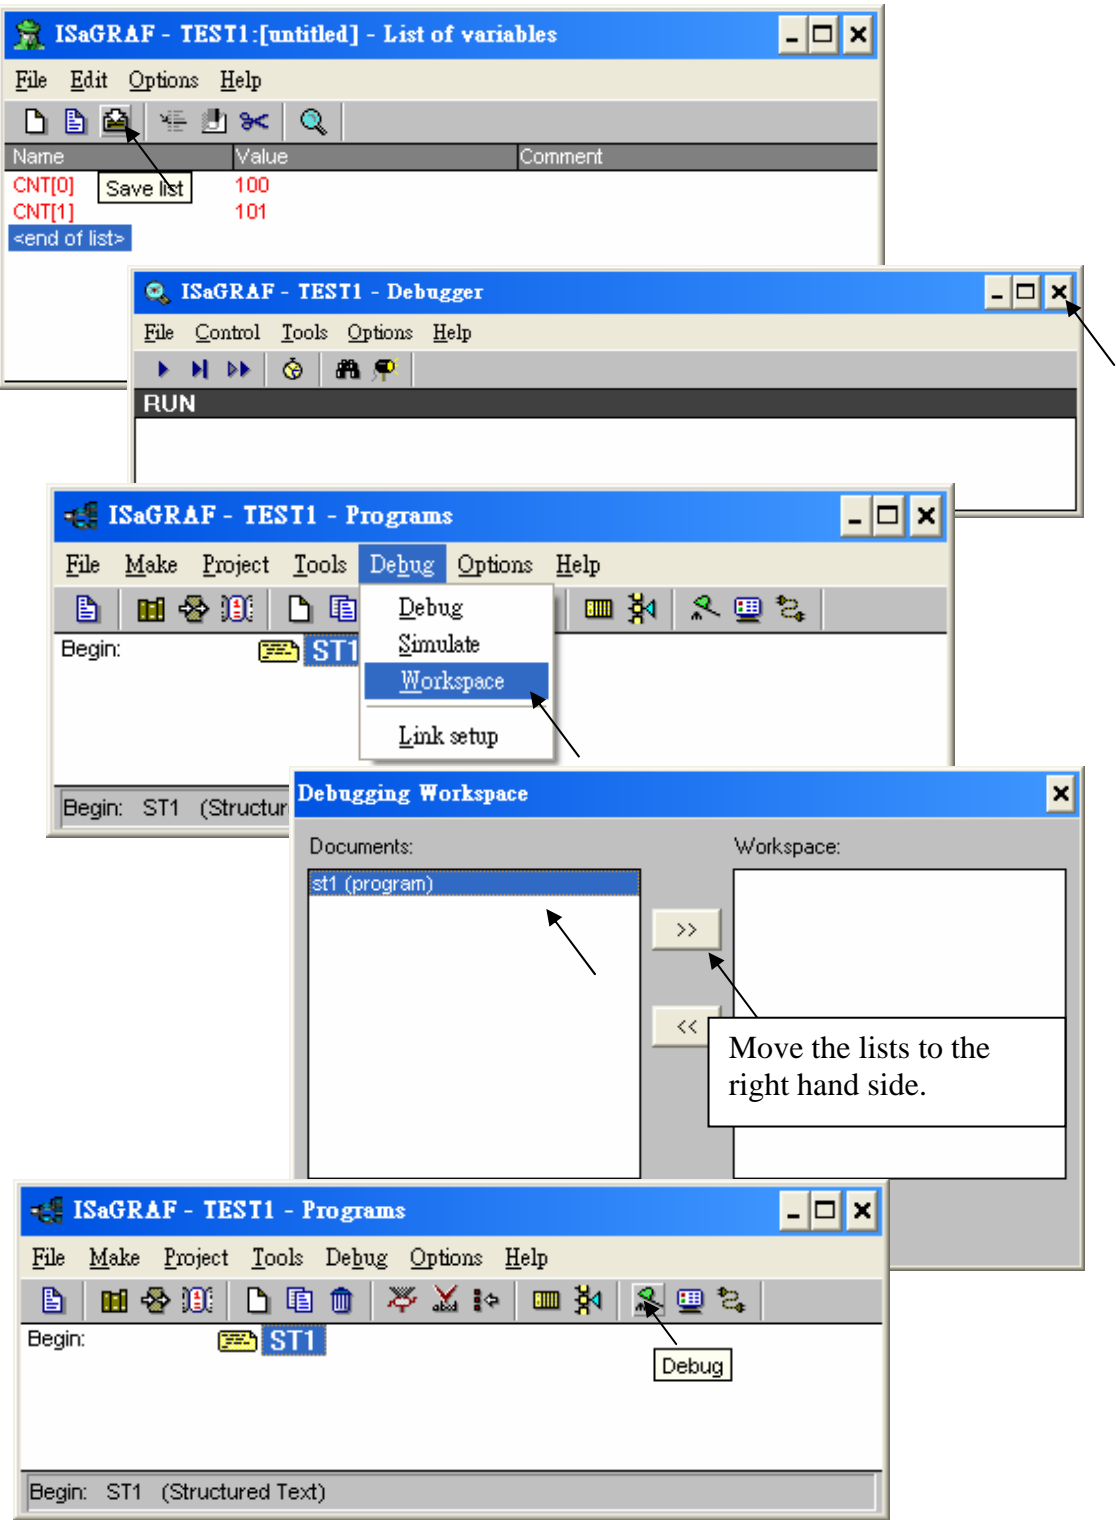 ISaGRAF - TEST1:[untitled] - List of variables
File Edit Options Help
Name Value Comment
CNT[0] 100
Save list
CNT[1] 101
<end of list>
ISaGRAF - TEST1 - Debugger
File Control Tools Options Help
RUN
ISaGRAF - TEST1 - Programs
File Make Project Tools Debug Options Help
Debug
Simulate
Workspace
Link setup
Begin: ST1
Begin: ST1 (Structur
Debugging Workspace
Documents: Workspace:
st1 (program)
>>
<<
Move the lists to the
right hand side.
ISaGRAF - TEST1 - Programs
File Make Project Tools Debug Options Help
Begin: ST1
Debug
Begin: ST1 (Structured Text)